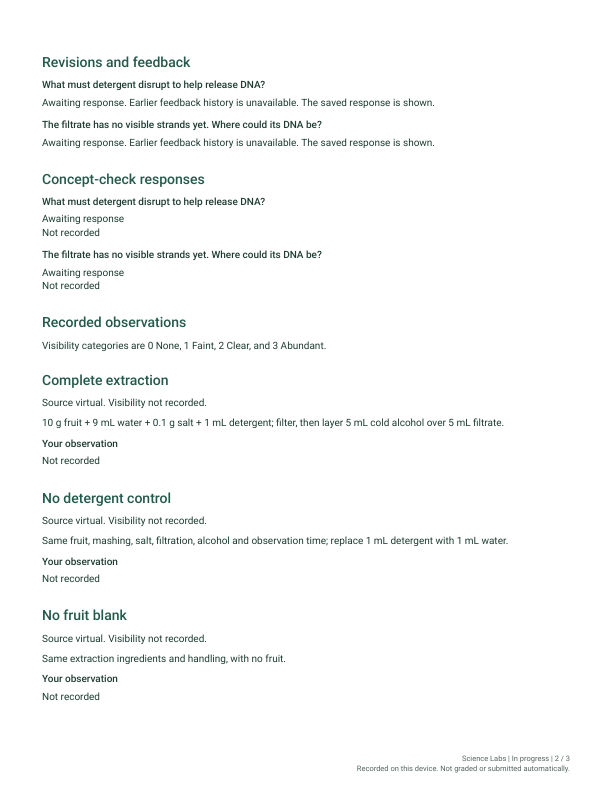 Revisions and feedback
What must detergent disrupt to help release DNA?
Awaiting response. Earlier feedback history is unavailable. The saved response is shown.
The filtrate has no visible strands yet. Where could its DNA be?
Awaiting response. Earlier feedback history is unavailable. The saved response is shown.
Concept-check responses
What must detergent disrupt to help release DNA?
Awaiting response
Not recorded
The filtrate has no visible strands yet. Where could its DNA be?
Awaiting response
Not recorded
Recorded observations
Visibility categories are 0 None, 1 Faint, 2 Clear, and 3 Abundant.
Complete extraction
Source virtual. Visibility not recorded.
10 g fruit + 9 mL water + 0.1 g salt + 1 mL detergent; filter, then layer 5 mL cold alcohol over 5 mL filtrate.
Your observation
Not recorded
No detergent control
Source virtual. Visibility not recorded.
Same fruit, mashing, salt, filtration, alcohol and observation time; replace 1 mL detergent with 1 mL water.
Your observation
Not recorded
No fruit blank
Source virtual. Visibility not recorded.
Same extraction ingredients and handling, with no fruit.
Your observation
Not recorded
Science Labs | In progress | 2 / 3
Recorded on this device. Not graded or submitted automatically.